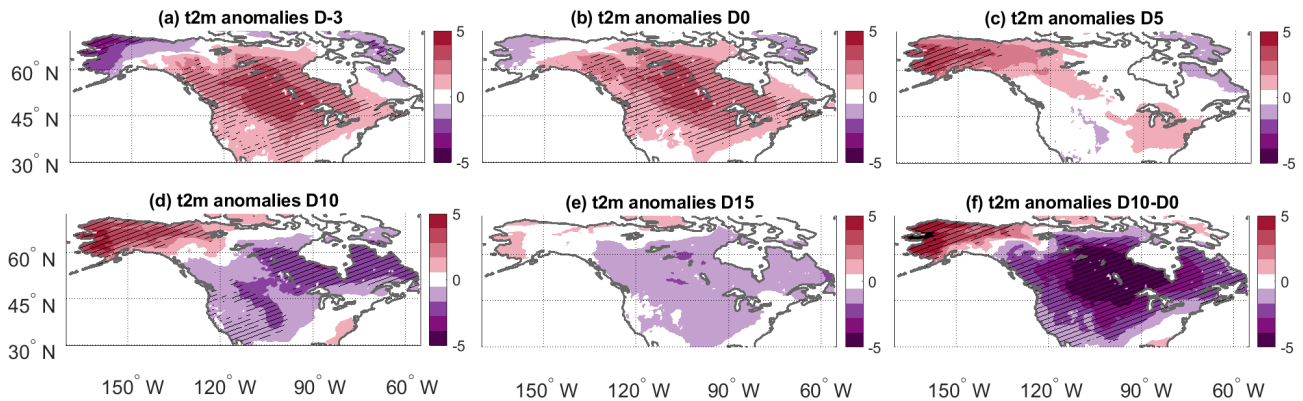 (a) t2m anomalies D-3
(b) t2m anomalies D0
(c) t2m anomalies D5
60° N
45° N
30° N
5
0
-5
5
0
-5
5
0
-5
(d) t2m anomalies D10
(e) t2m anomalies D15
(f) t2m anomalies D10-D0
60° N
45° N
30° N
5
0
-5
5
0
-5
5
0
-5
150° W 120° W 90° W 60° W
150° W 120° W 90° W 60° W
150° W 120° W 90° W 60° W